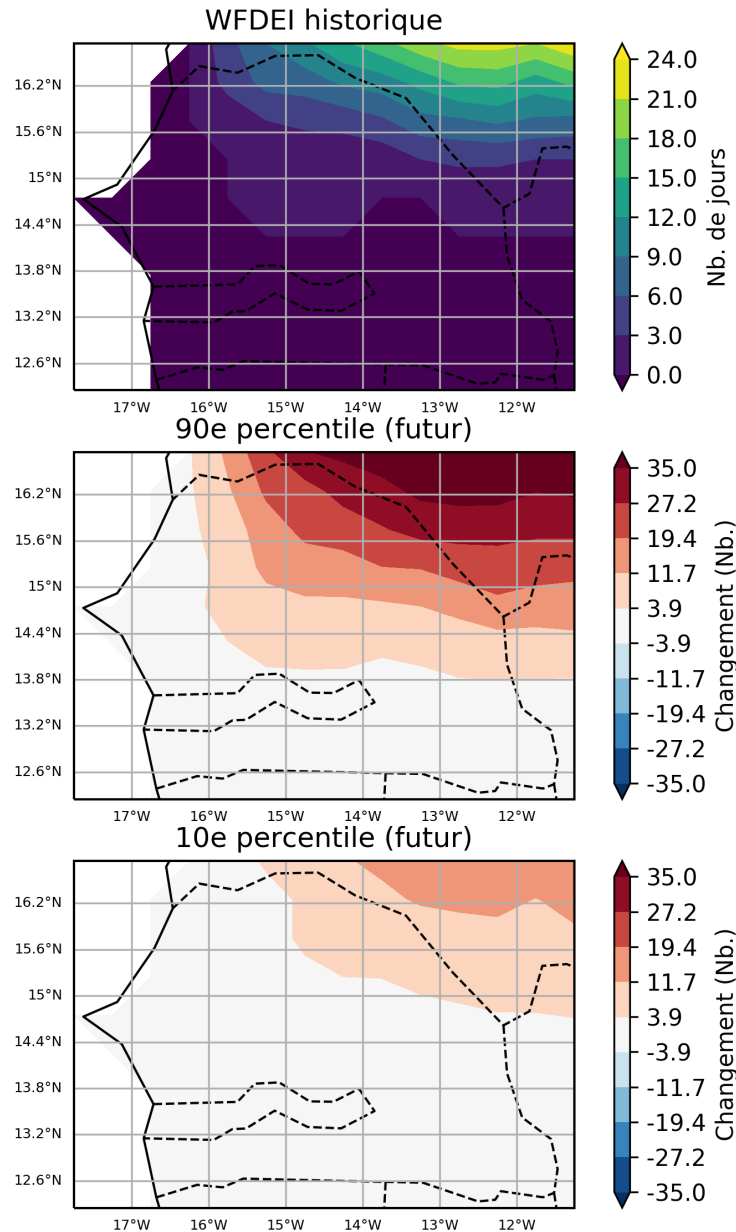 WFDEI historique
16.2°N
15.6°N
15°N
14.4°N
13.8°N
13.2°N
12.6°N
17°W 16°W 15°W 14°W 13°W 12°W
24.0
21.0
18.0
15.0
12.0
9.0
6.0
3.0
0.0
Nb. de jours
90e percentile (futur)
16.2°N
15.6°N
15°N
14.4°N
13.8°N
13.2°N
12.6°N
17°W 16°W 15°W 14°W 13°W 12°W
35.0
27.2
19.4
11.7
3.9
-3.9
-11.7
-19.4
-27.2
-35.0
Changement (Nb.)
10e percentile (futur)
16.2°N
15.6°N
15°N
14.4°N
13.8°N
13.2°N
12.6°N
17°W 16°W 15°W 14°W 13°W 12°W
35.0
27.2
19.4
11.7
3.9
-3.9
-11.7
-19.4
-27.2
-35.0
Changement (Nb.)